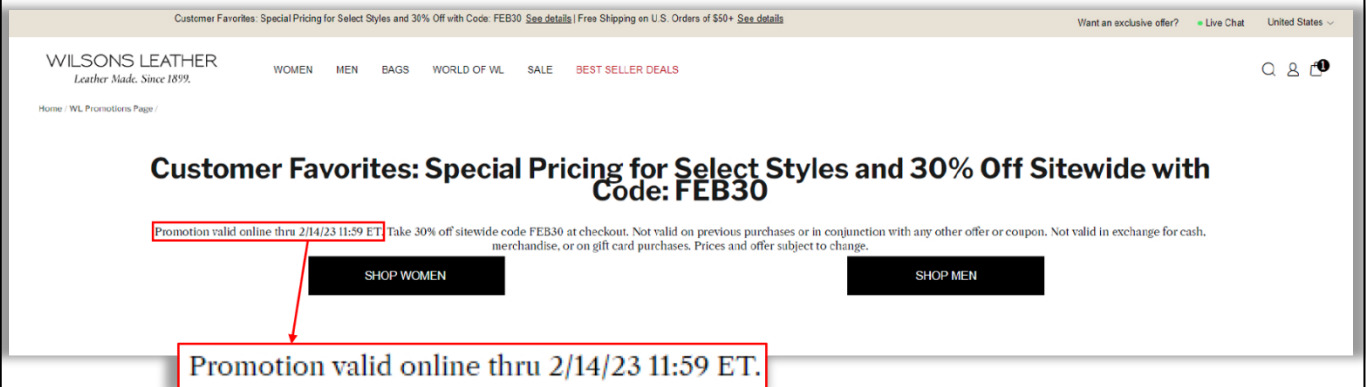 Customer Favorites: Special Pricing for Select Styles and 30% Off with Code: FEB30 See details | Free Shipping on U.S. Orders of $50+ See details
Want an exclusive offer? Live Chat United States
WILSONS LEATHER
Leather Made. Since 1899.
WOMEN MEN BAGS WORLD OF WL SALE BEST SELLER DEALS
1
Home / WL Promotions Page /
Customer Favorites: Special Pricing for Select Styles and 30% Off Sitewide with
Code: FEB30
Promotion valid online thru 2/14/23 11:59 ET. Take 30% off sitewide code FEB30 at checkout. Not valid on previous purchases or in conjunction with any other offer or coupon. Not valid in exchange for cash,
merchandise, or on gift card purchases. Prices and offer subject to change.
SHOP WOMEN SHOP MEN
Promotion valid online thru 2/14/23 11:59 ET.